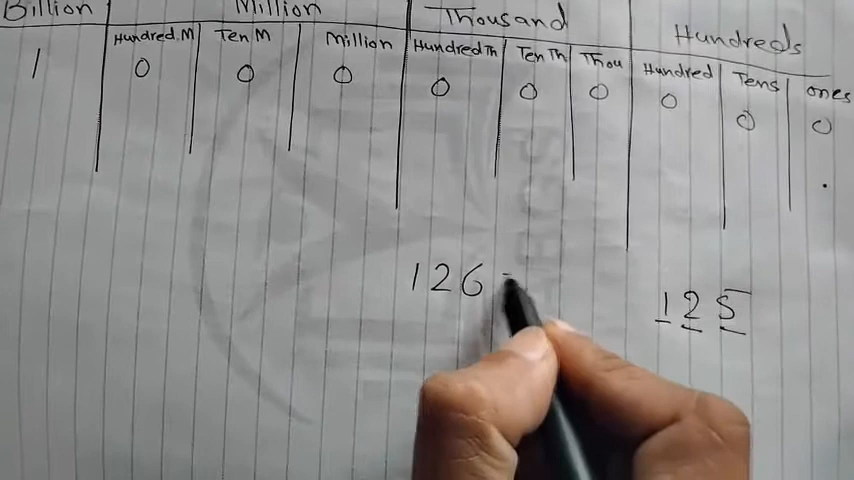 Billion Million Thousand Hundreds
Hundred.M Ten M Million Hundred Th Ten Th Thou Hundred Tens ones
1 0 0 0 0 0 0 0 0 0
126
125